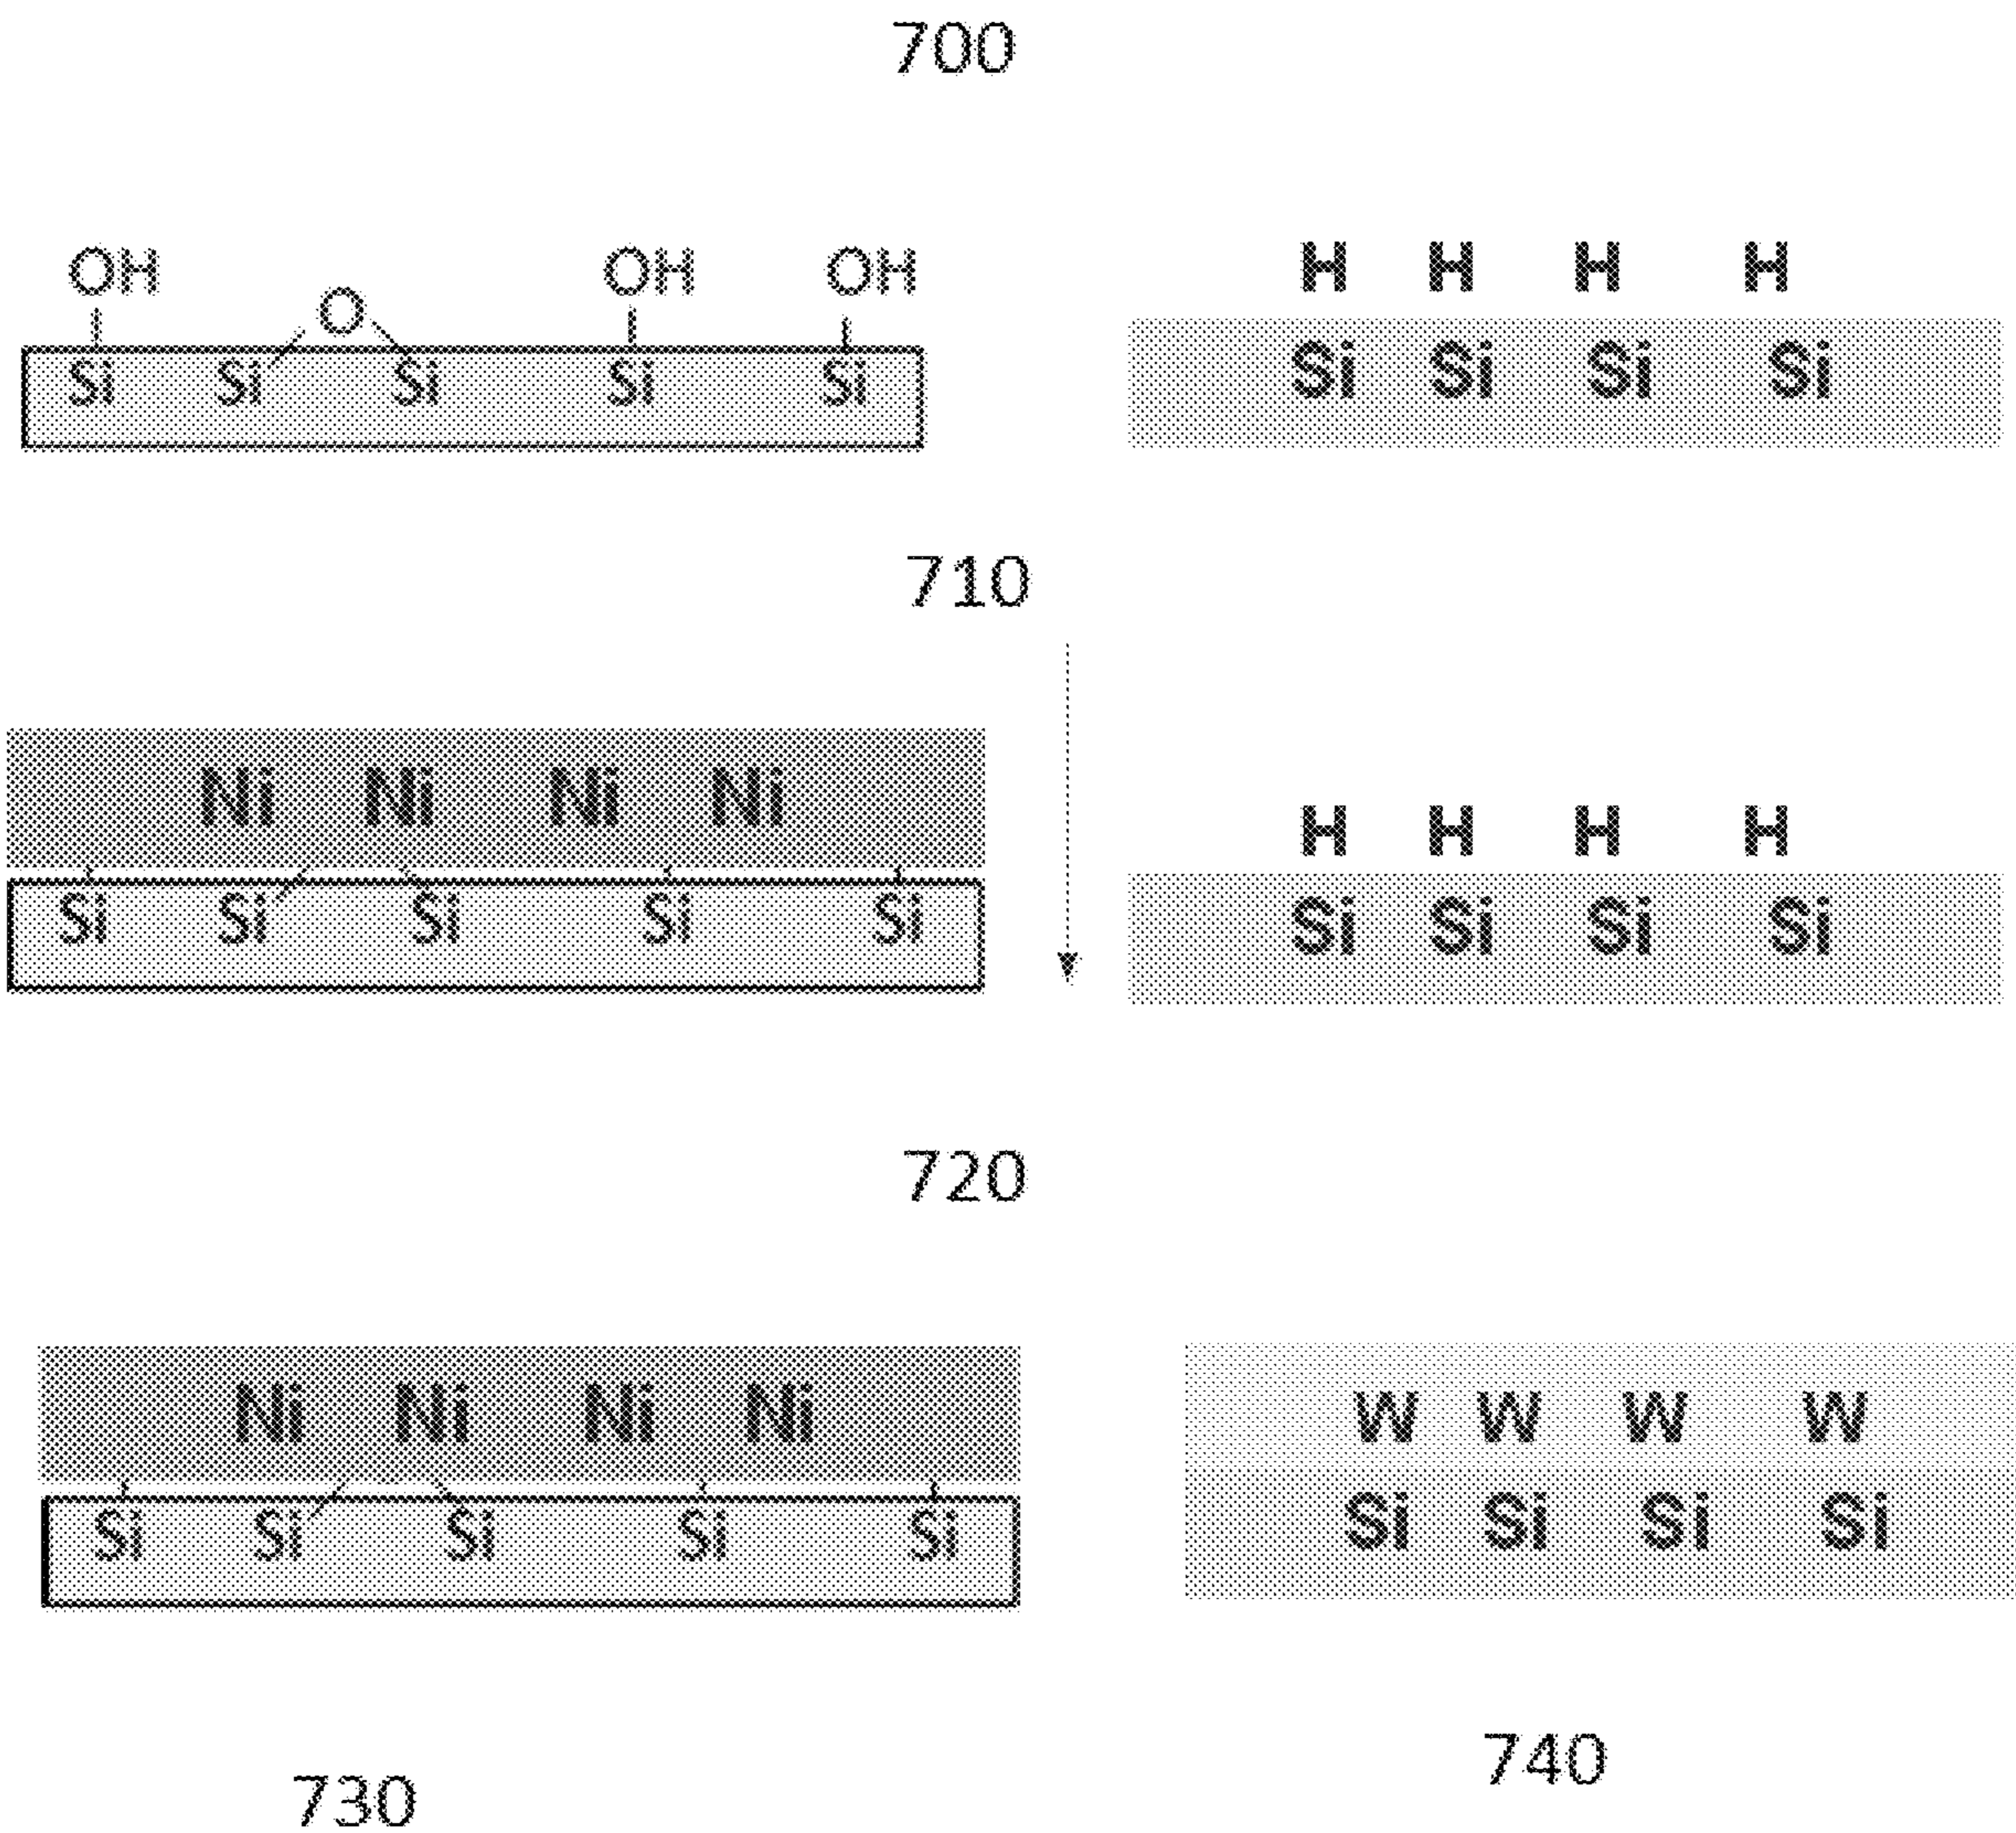 700
OH OH OH H H H H
O
Si Si Si Si Si Si Si Si Si
710
Ni Ni Ni Ni H H H H
Si Si Si Si Si Si Si Si Si
720
Ni Ni Ni Ni W W W W
Si Si Si Si Si Si Si Si Si
730 740